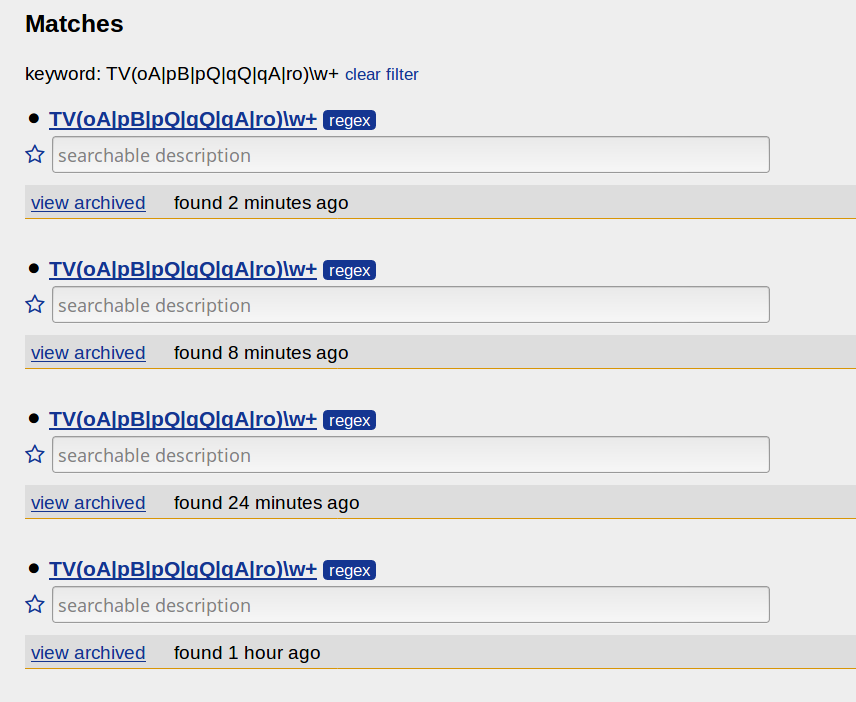 Matches
keyword: TV(oA|pB|pQ|qQ|qA|ro)\w+ clear filter
TV(oA|pB|pQ|qQ|qA|ro)\w+ regex
searchable description
view archived found 2 minutes ago
TV(oA|pB|pQ|qQ|qA|ro)\w+ regex
searchable description
view archived found 8 minutes ago
TV(oA|pB|pQ|qQ|qA|ro)\w+ regex
searchable description
view archived found 24 minutes ago
TV(oA|pB|pQ|qQ|qA|ro)\w+ regex
searchable description
view archived found 1 hour ago